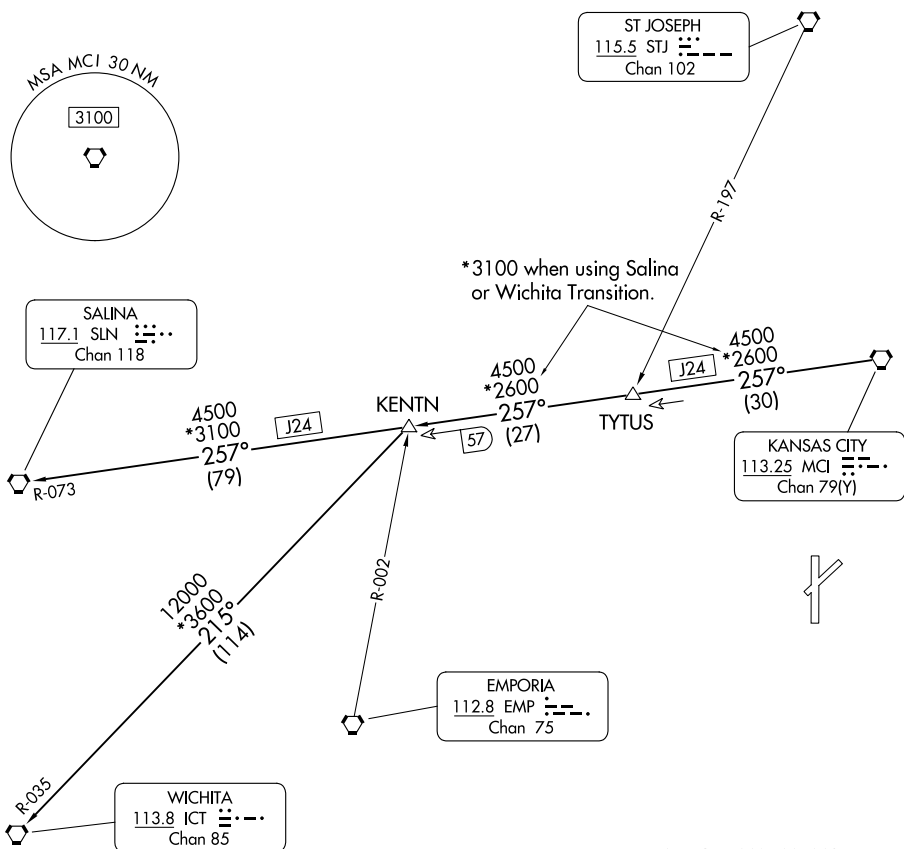 ST JOSEPH
115.5 STJ
Chan 102
MSA MCI 30 NM
3100
R-197
*3100 when using Salina
or Wichita Transition.
SALINA
117.1 SLN
Chan 118
4500
*2600
J24
257°
(30)
4500
*2600
257°
(27)
TYTUS
KENTN
57
4500
*3100
J24
257°
(79)
R-073
KANSAS CITY
113.25 MCI
Chan 79(Y)
R-002
12000
*3600
215°
(114)
EMPORIA
112.8 EMP
Chan 75
R-035
WICHITA
113.8 ICT
Chan 85